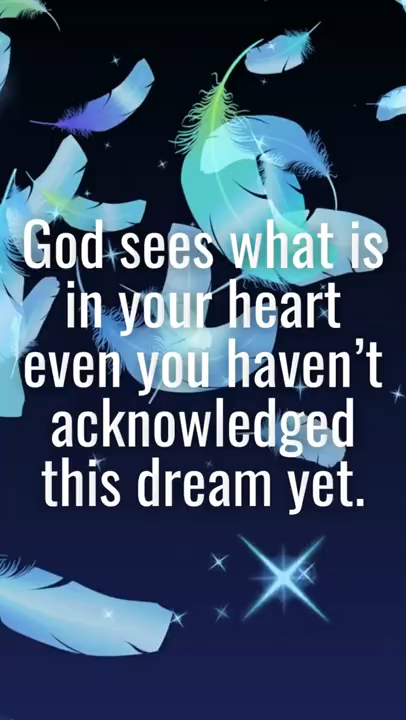 God sees what is
in your heart
even you haven’t
acknowledged
this dream yet.